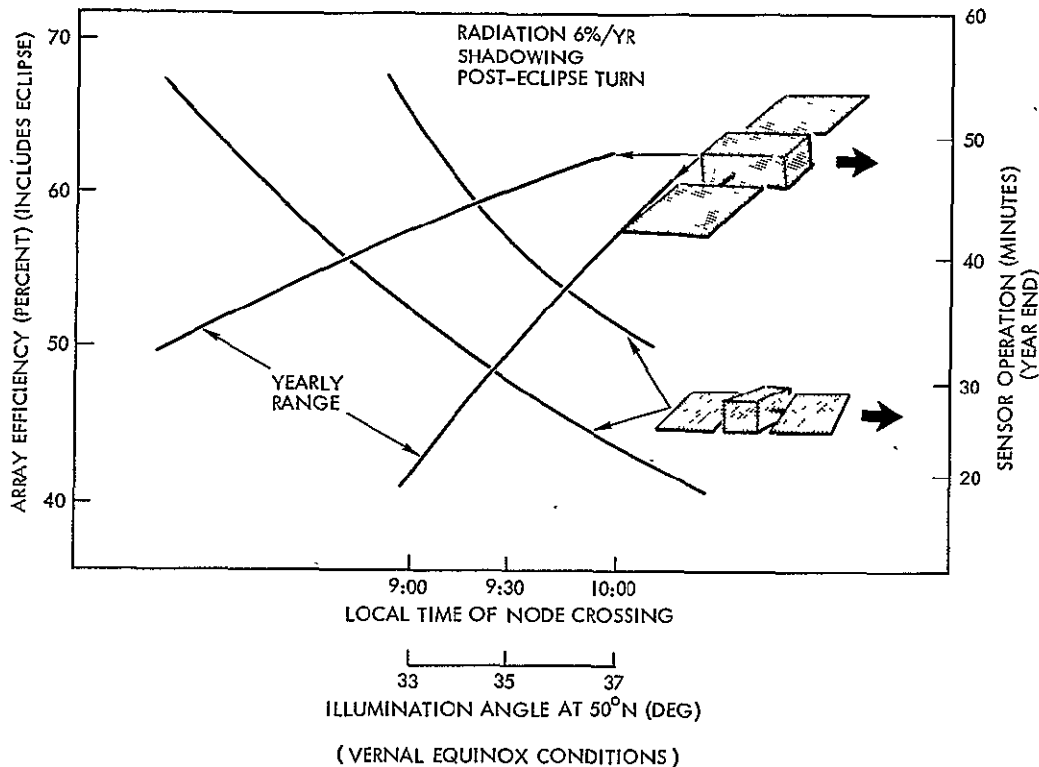 RADIATION 6%/YR
SHADOWING
POST-ECLIPSE TURN
ARRAY EFFICIENCY (PERCENT) (INCLUDES ECLIPSE)
70
60
50
40
SENSOR OPERATION (MINUTES)
(YEAR END)
60
50
40
30
20
YEARLY
RANGE
9:00 9:30 10:00
LOCAL TIME OF NODE CROSSING
33 35 37
ILLUMINATION ANGLE AT 50°N (DEG)
(VERNAL EQUINOX CONDITIONS)